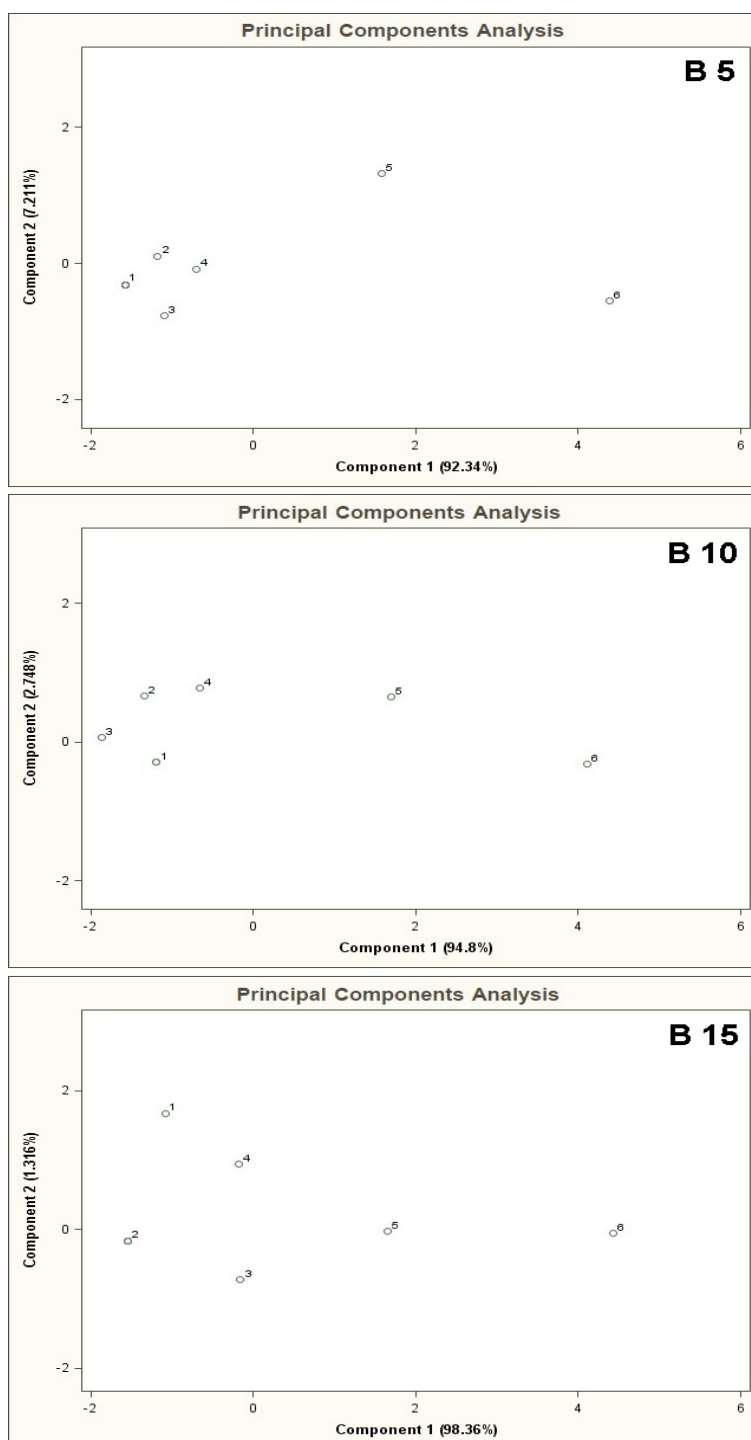 Principal Components Analysis
B 5
2
0
-2
Component 2 (7.211%)
1
2
3
4
5
6
-2 0 2 4 6
Component 1 (92.34%)
Principal Components Analysis
B 10
2
0
-2
Component 2 (2.748%)
3
2
1
4
5
6
-2 0 2 4 6
Component 1 (94.8%)
Principal Components Analysis
B 15
2
0
-2
Component 2 (1.316%)
1
4
2
3
5
6
-2 0 2 4 6
Component 1 (98.36%)